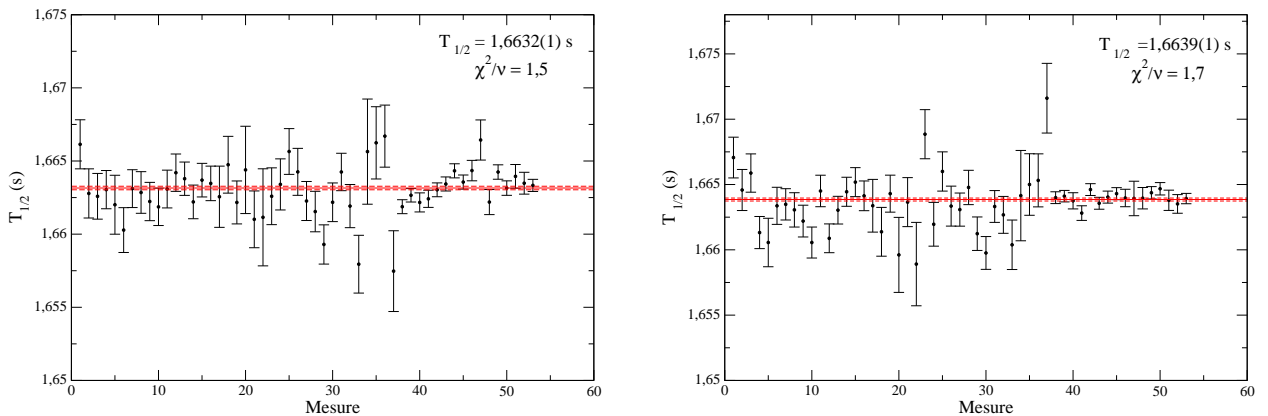 1,675
1,67
1,665
1,66
1,655
1,65
T1/2 (s)
T 1/2 = 1,6632(1) s
χ2/ν = 1,5
0 10 20 30 40 50 60
Mesure
1,675
1,67
1,665
1,66
1,655
1,65
T1/2 (s)
T 1/2 =1,6639(1) s
χ2/ν = 1,7
0 10 20 30 40 50 60
Mesure